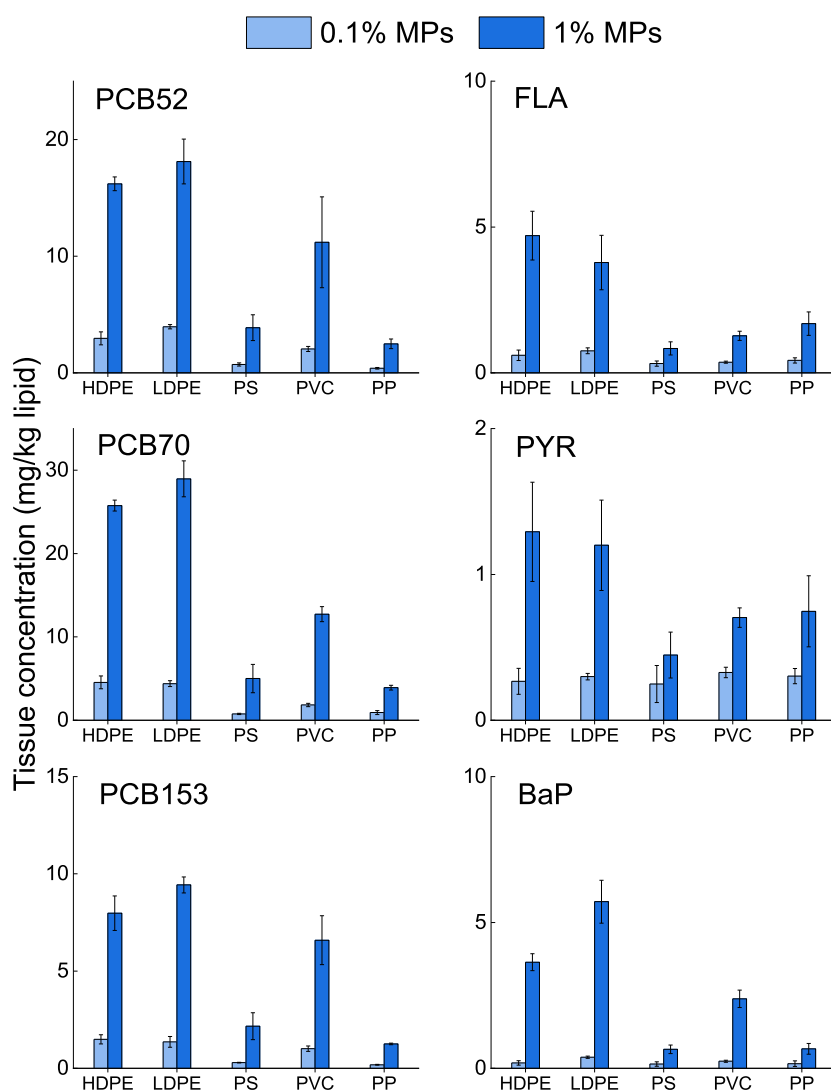 0.1% MPs 1% MPs
Tissue concentration (mg/kg lipid)
PCB52
20
10
0
HDPE LDPE PS PVC PP
FLA
10
5
0
HDPE LDPE PS PVC PP
PCB70
30
20
10
0
HDPE LDPE PS PVC PP
PYR
2
1
0
HDPE LDPE PS PVC PP
PCB153
15
10
5
0
HDPE LDPE PS PVC PP
BaP
10
5
0
HDPE LDPE PS PVC PP